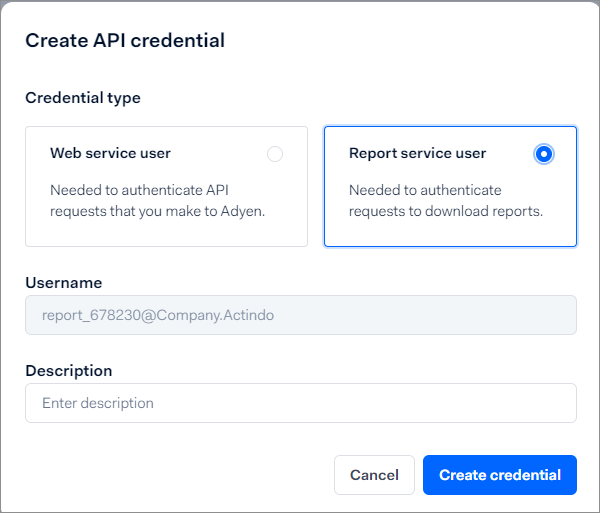 Create API credential
Credential type
Web service user
Needed to authenticate API
requests that you make to Adyen.
Report service user
Needed to authenticate
requests to download reports.
Username
report_678230@Company.Actindo
Description
Enter description
Cancel
Create credential